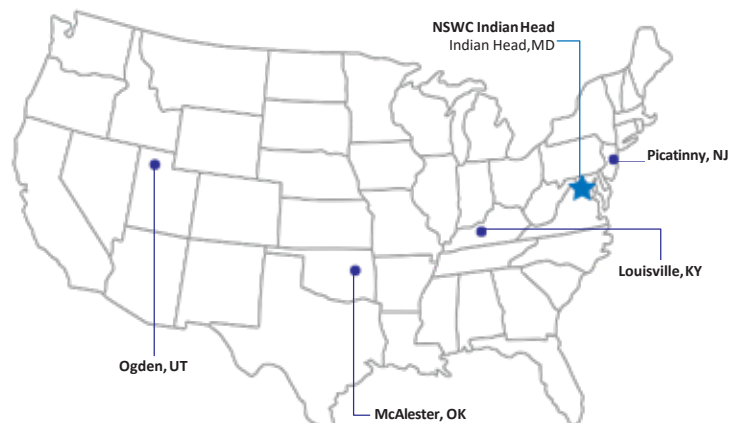 NSWC Indian Head
Indian Head, MD
Picatinny, NJ
Louisville, KY
Ogden, UT
McAlester, OK